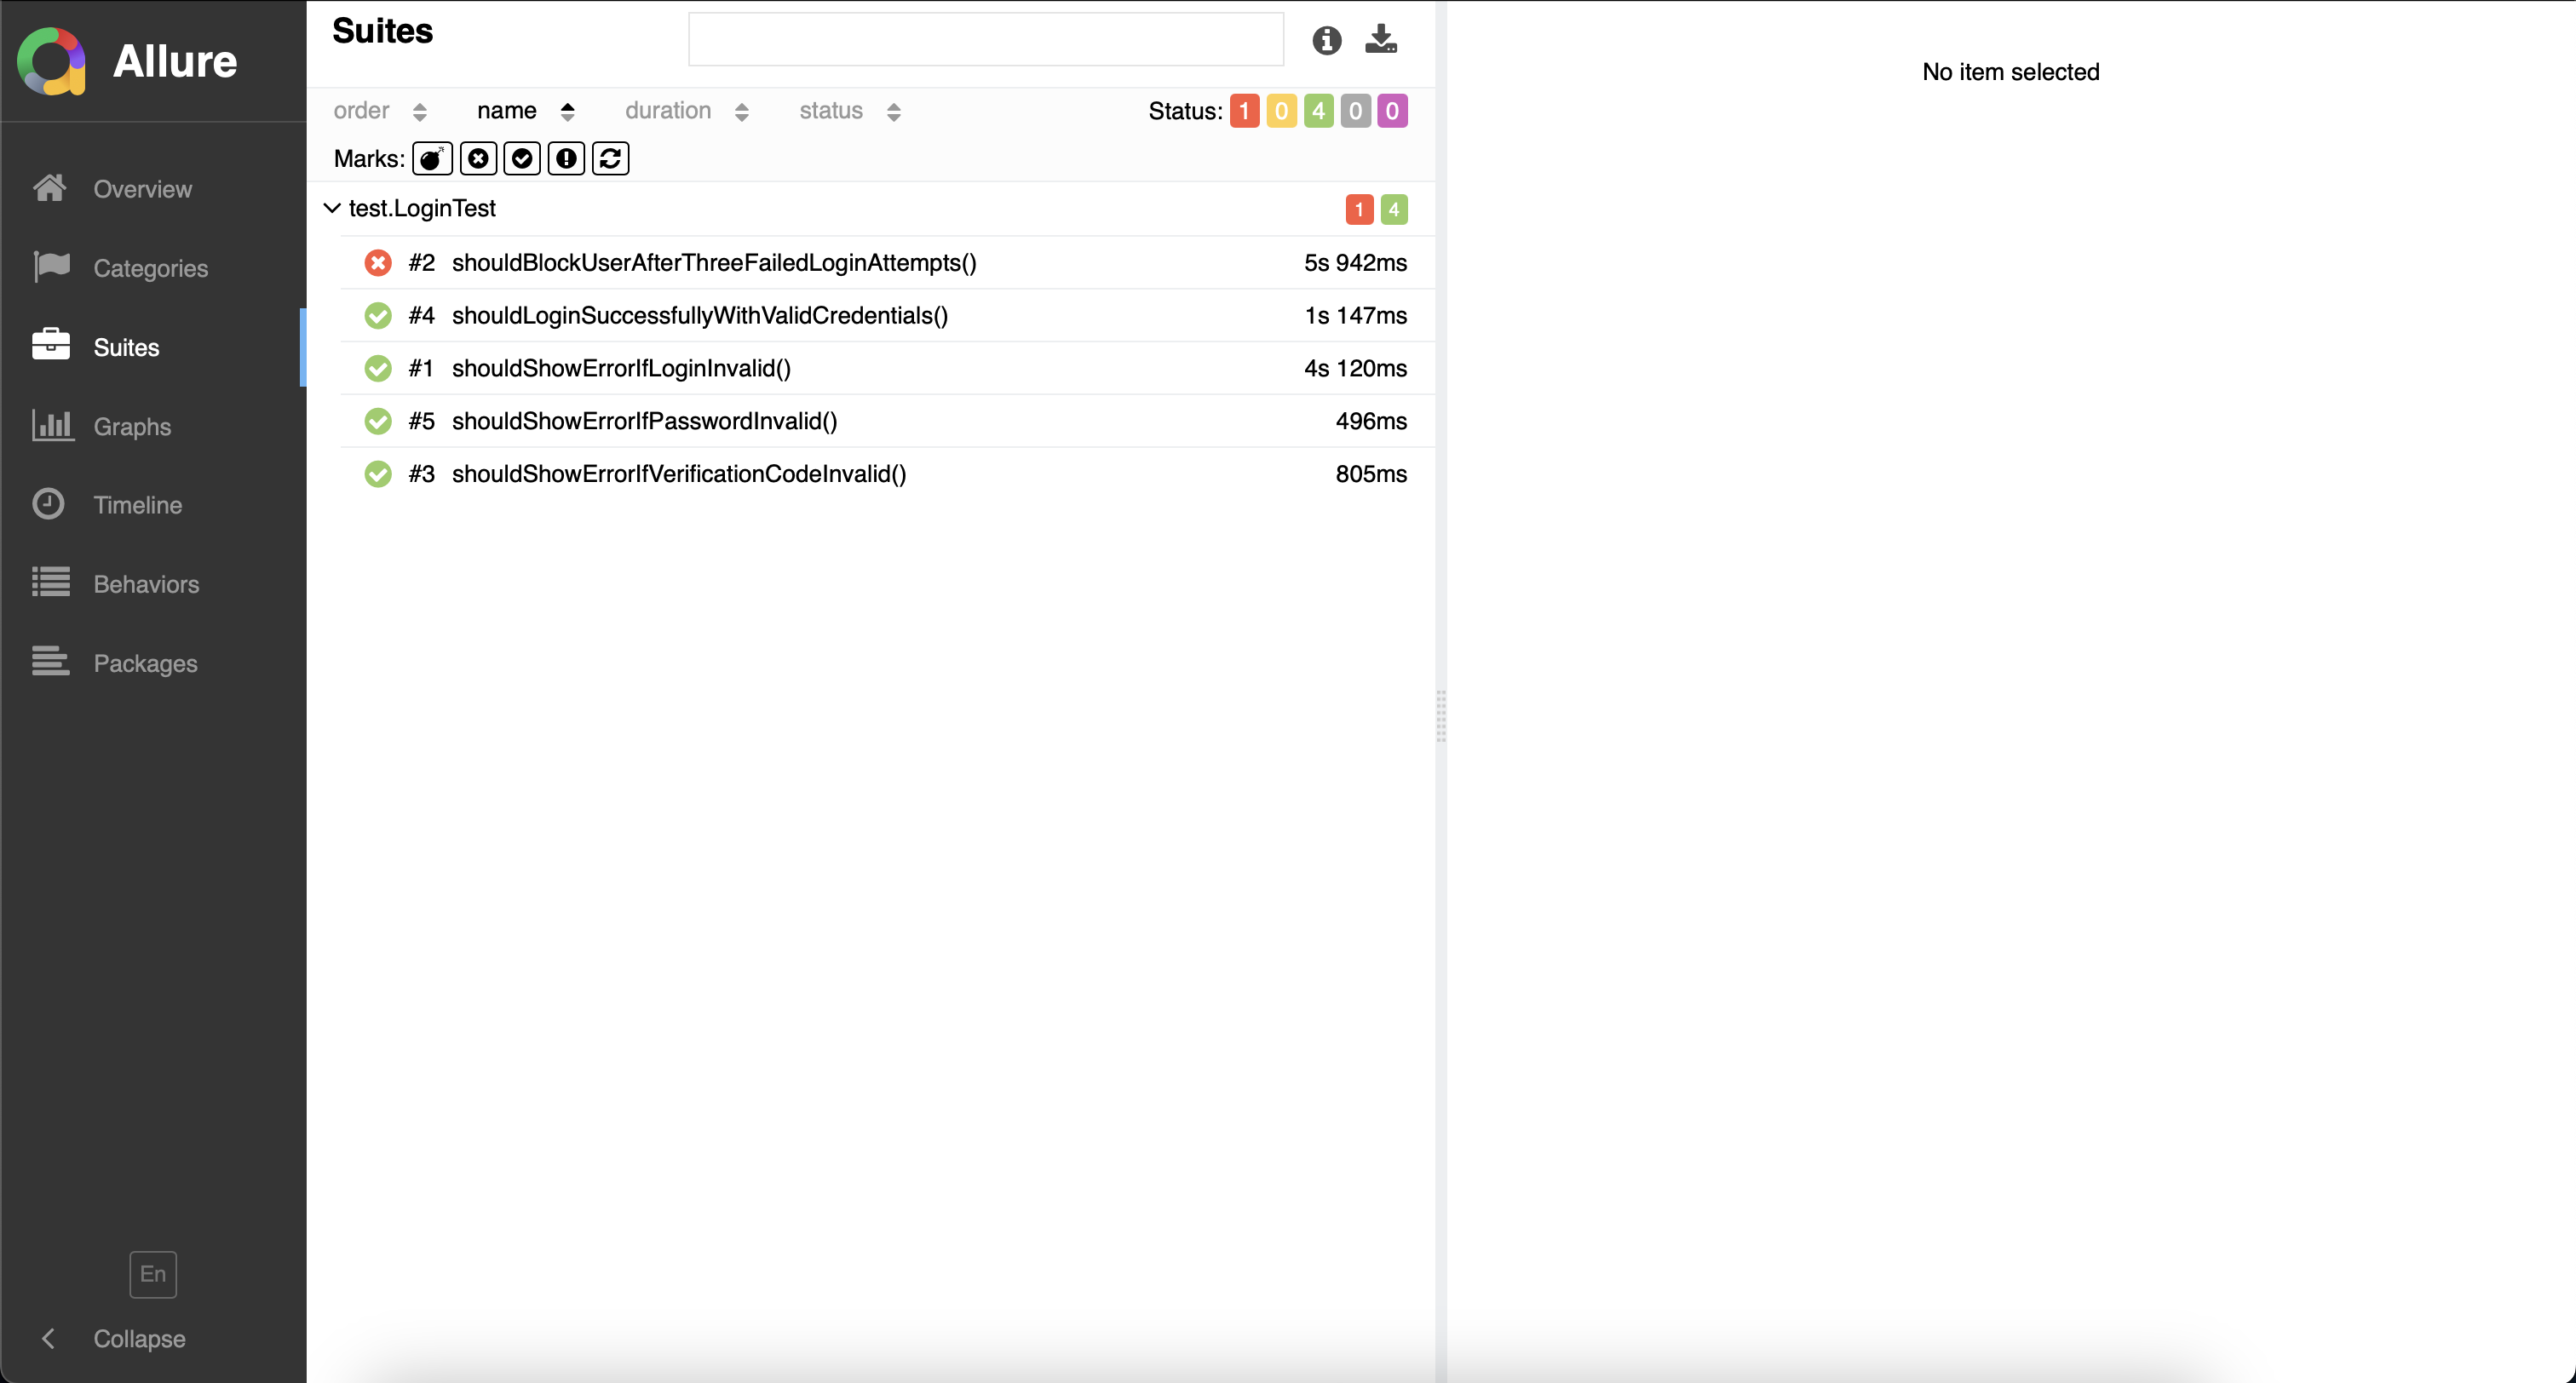 Allure
Overview
Categories
Suites
Graphs
Timeline
Behaviors
Packages
En
Collapse
Suites
order name duration status Status: 1 0 4 0 0
Marks:
test.LoginTest 1 4
#2 shouldBlockUserAfterThreeFailedLoginAttempts() 5s 942ms
#4 shouldLoginSuccessfullyWithValidCredentials() 1s 147ms
#1 shouldShowErrorIfLoginInvalid() 4s 120ms
#5 shouldShowErrorIfPasswordInvalid() 496ms
#3 shouldShowErrorIfVerificationCodeInvalid() 805ms
No item selected